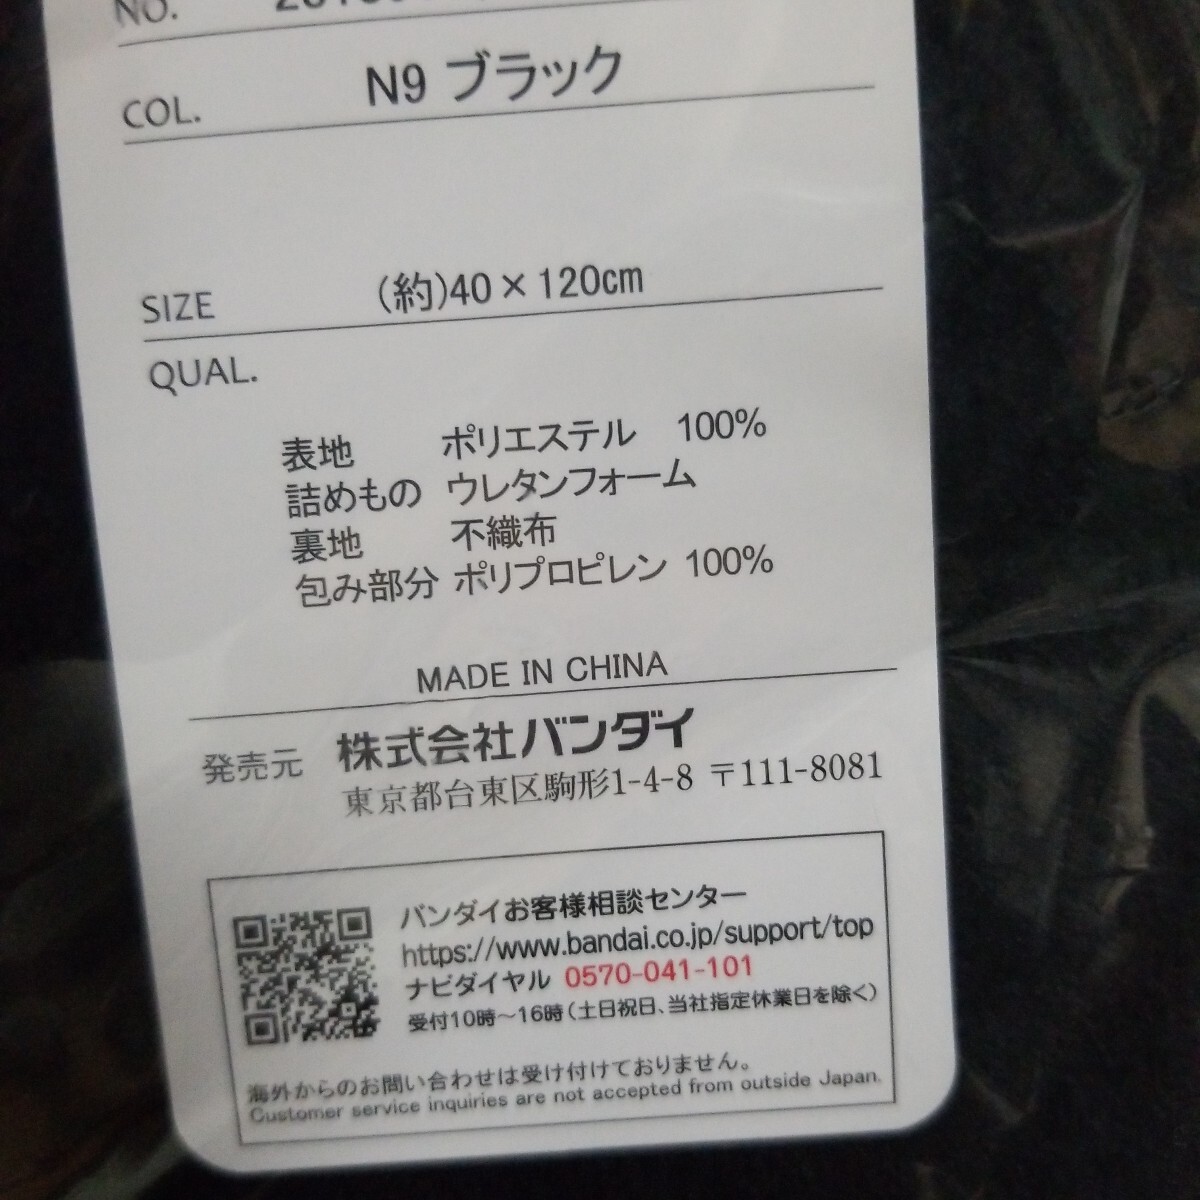 NO.
COL. N9 ブラック
SIZE (約)40×120cm
QUAL.
表地 ポリエステル 100%
詰めもの ウレタンフォーム
裏地 不織布
包み部分 ポリプロピレン 100%
MADE IN CHINA
発売元 株式会社バンダイ
東京都台東区駒形1-4-8 〒111-8081
バンダイお客様相談センター
https://www.bandai.co.jp/support/top
ナビダイヤル 0570-041-101
受付10時～16時(土日祝日、当社指定休業日を除く)
海外からのお問い合わせは受け付けておりません。
Customer service inquiries are not accepted from outside Japan.